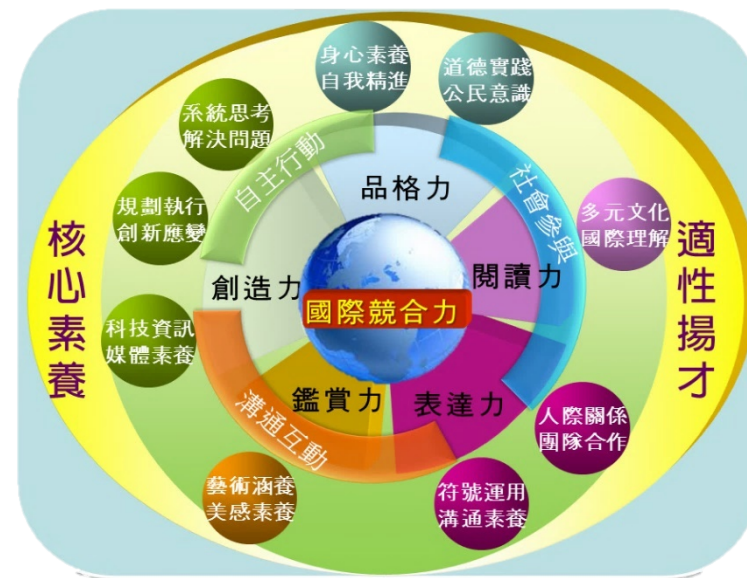 身心素養
自我精進
道德實踐
公民意識
系統思考
解決問題
自主行動
社會參與
品格力
規劃執行
創新應變
多元文化
國際理解
核心素養
適性揚才
創造力
閱讀力
國際競合力
科技資訊
媒體素養
鑑賞力
表達力
溝通互動
人際關係
團隊合作
藝術涵養
美感素養
符號運用
溝通素養